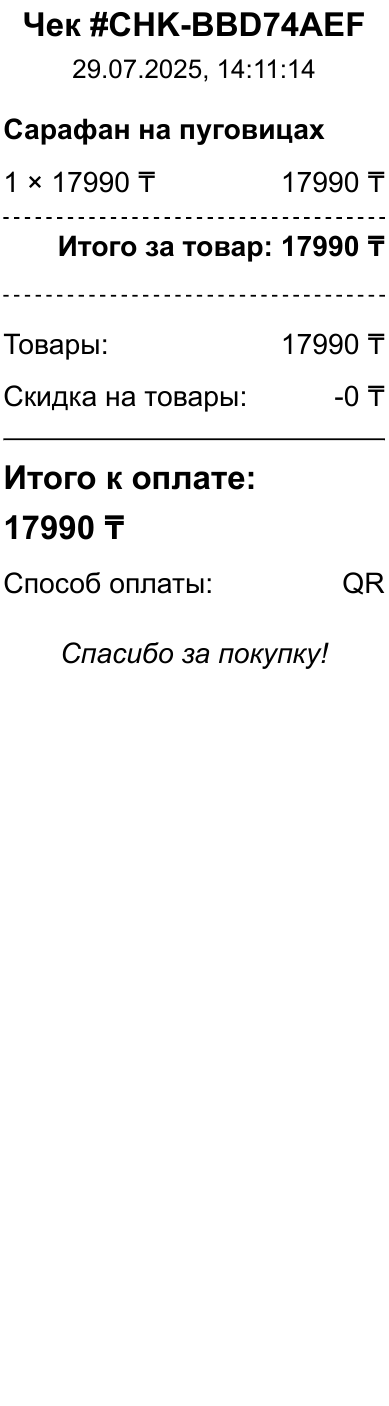 Чек #CHK-BBD74AEF
29.07.2025, 14:11:14
Сарафан на пуговицах
1 × 17990 ₸ 17990 ₸
Итого за товар: 17990 ₸
Товары: 17990 ₸
Скидка на товары: -0 ₸
Итого к оплате:
17990 ₸
Способ оплаты: QR
Спасибо за покупку!